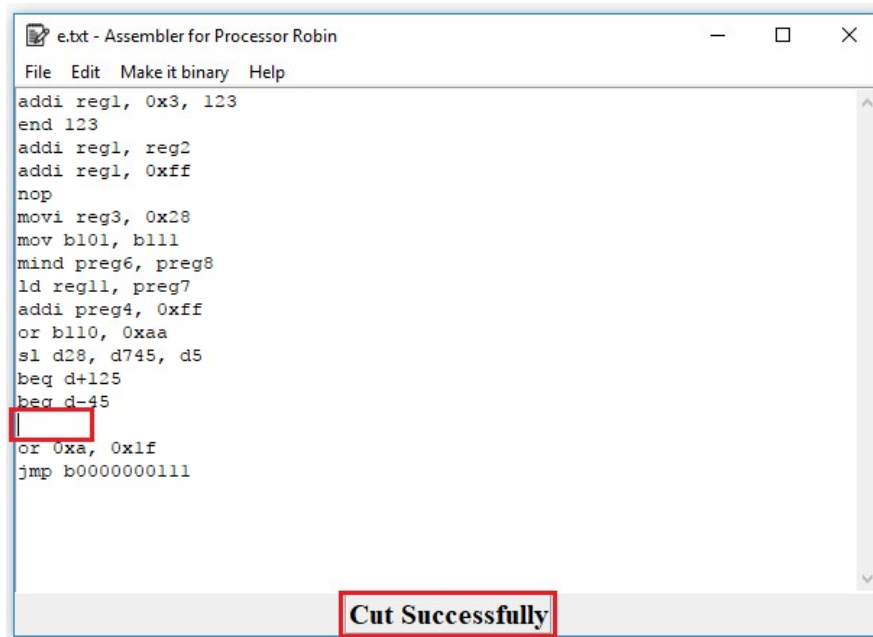 e.txt - Assembler for Processor Robin
File Edit Make it binary Help
addi reg1, 0x3, 123
end 123
addi reg1, reg2
addi reg1, 0xff
nop
movi reg3, 0x28
mov b101, b111
mind preg6, preg8
ld reg11, preg7
addi preg4, 0xff
or b110, 0xaa
sl d28, d745, d5
beq d+125
beq d-45
or 0xa, 0x1f
jmp b0000000111
Cut Successfully